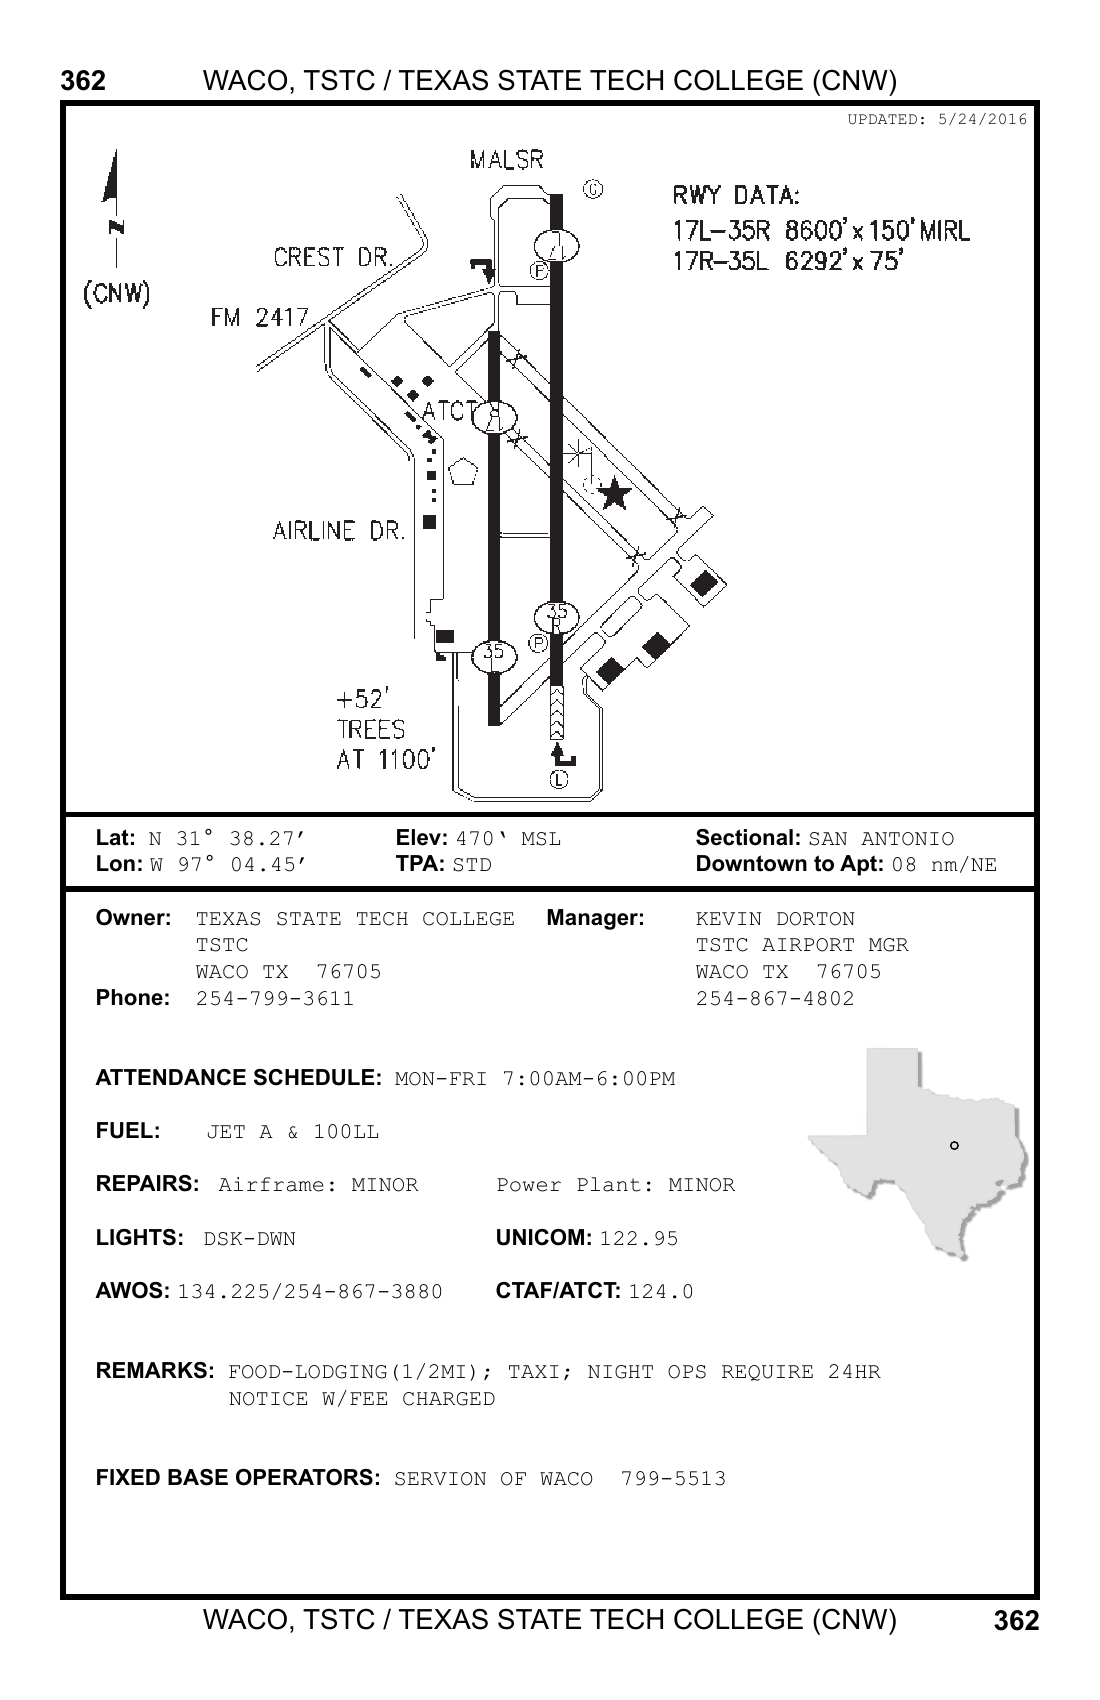 362 WACO, TSTC / TEXAS STATE TECH COLLEGE (CNW)
UPDATED: 5/24/2016
MALSR
G
RWY DATA:
17L-35R 8600' x 150' MIRL
17R-35L 6292' x 75'
N
(CNW)
CREST DR.
P
FM 2417
ATCT
AIRLINE DR.
35
R
P
35
+52'
TREES
AT 1100'
L
Lat: N 31° 38.27′ Elev: 470‘ MSL Sectional: SAN ANTONIO
Lon: W 97° 04.45′ TPA: STD Downtown to Apt: 08 nm/NE
Owner: TEXAS STATE TECH COLLEGE Manager: KEVIN DORTON
TSTC TSTC AIRPORT MGR
WACO TX 76705 WACO TX 76705
Phone: 254-799-3611 254-867-4802
ATTENDANCE SCHEDULE: MON-FRI 7:00AM-6:00PM
FUEL: JET A & 100LL
REPAIRS: Airframe: MINOR Power Plant: MINOR
LIGHTS: DSK-DWN UNICOM: 122.95
AWOS: 134.225/254-867-3880 CTAF/ATCT: 124.0
REMARKS: FOOD-LODGING(1/2MI); TAXI; NIGHT OPS REQUIRE 24HR
NOTICE W/FEE CHARGED
FIXED BASE OPERATORS: SERVION OF WACO 799-5513
WACO, TSTC / TEXAS STATE TECH COLLEGE (CNW) 362